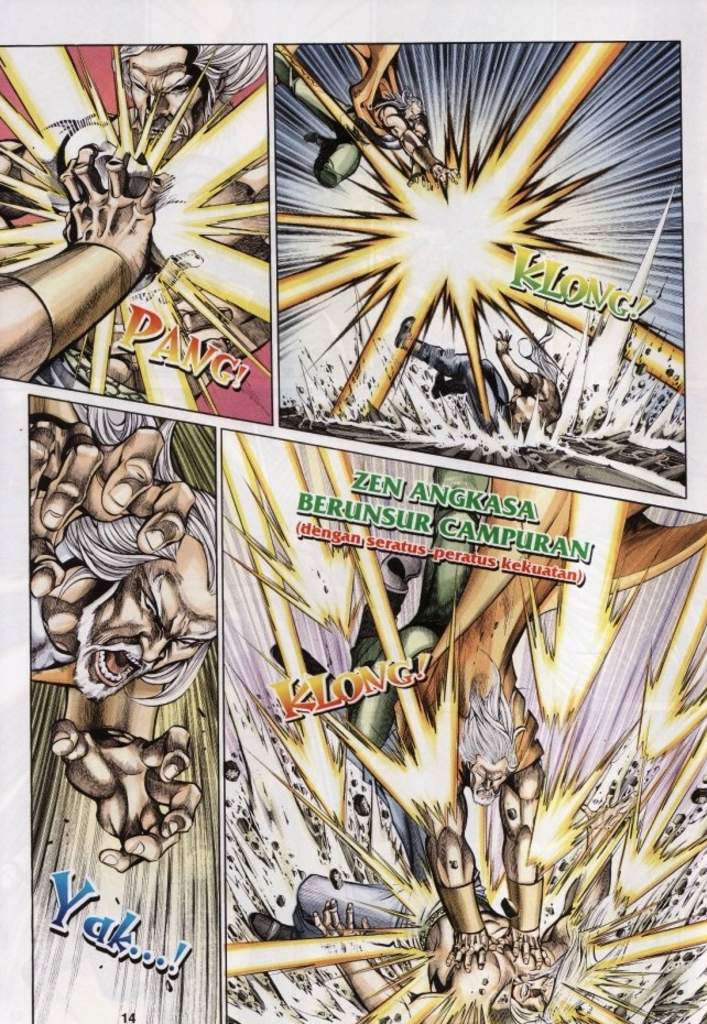 PANG!
KLONG!
Yak...!
ZEN ANGKASA
BERUNSUR CAMPURAN
(dengan seratus-peratus kekuatan)
KLONG!
14